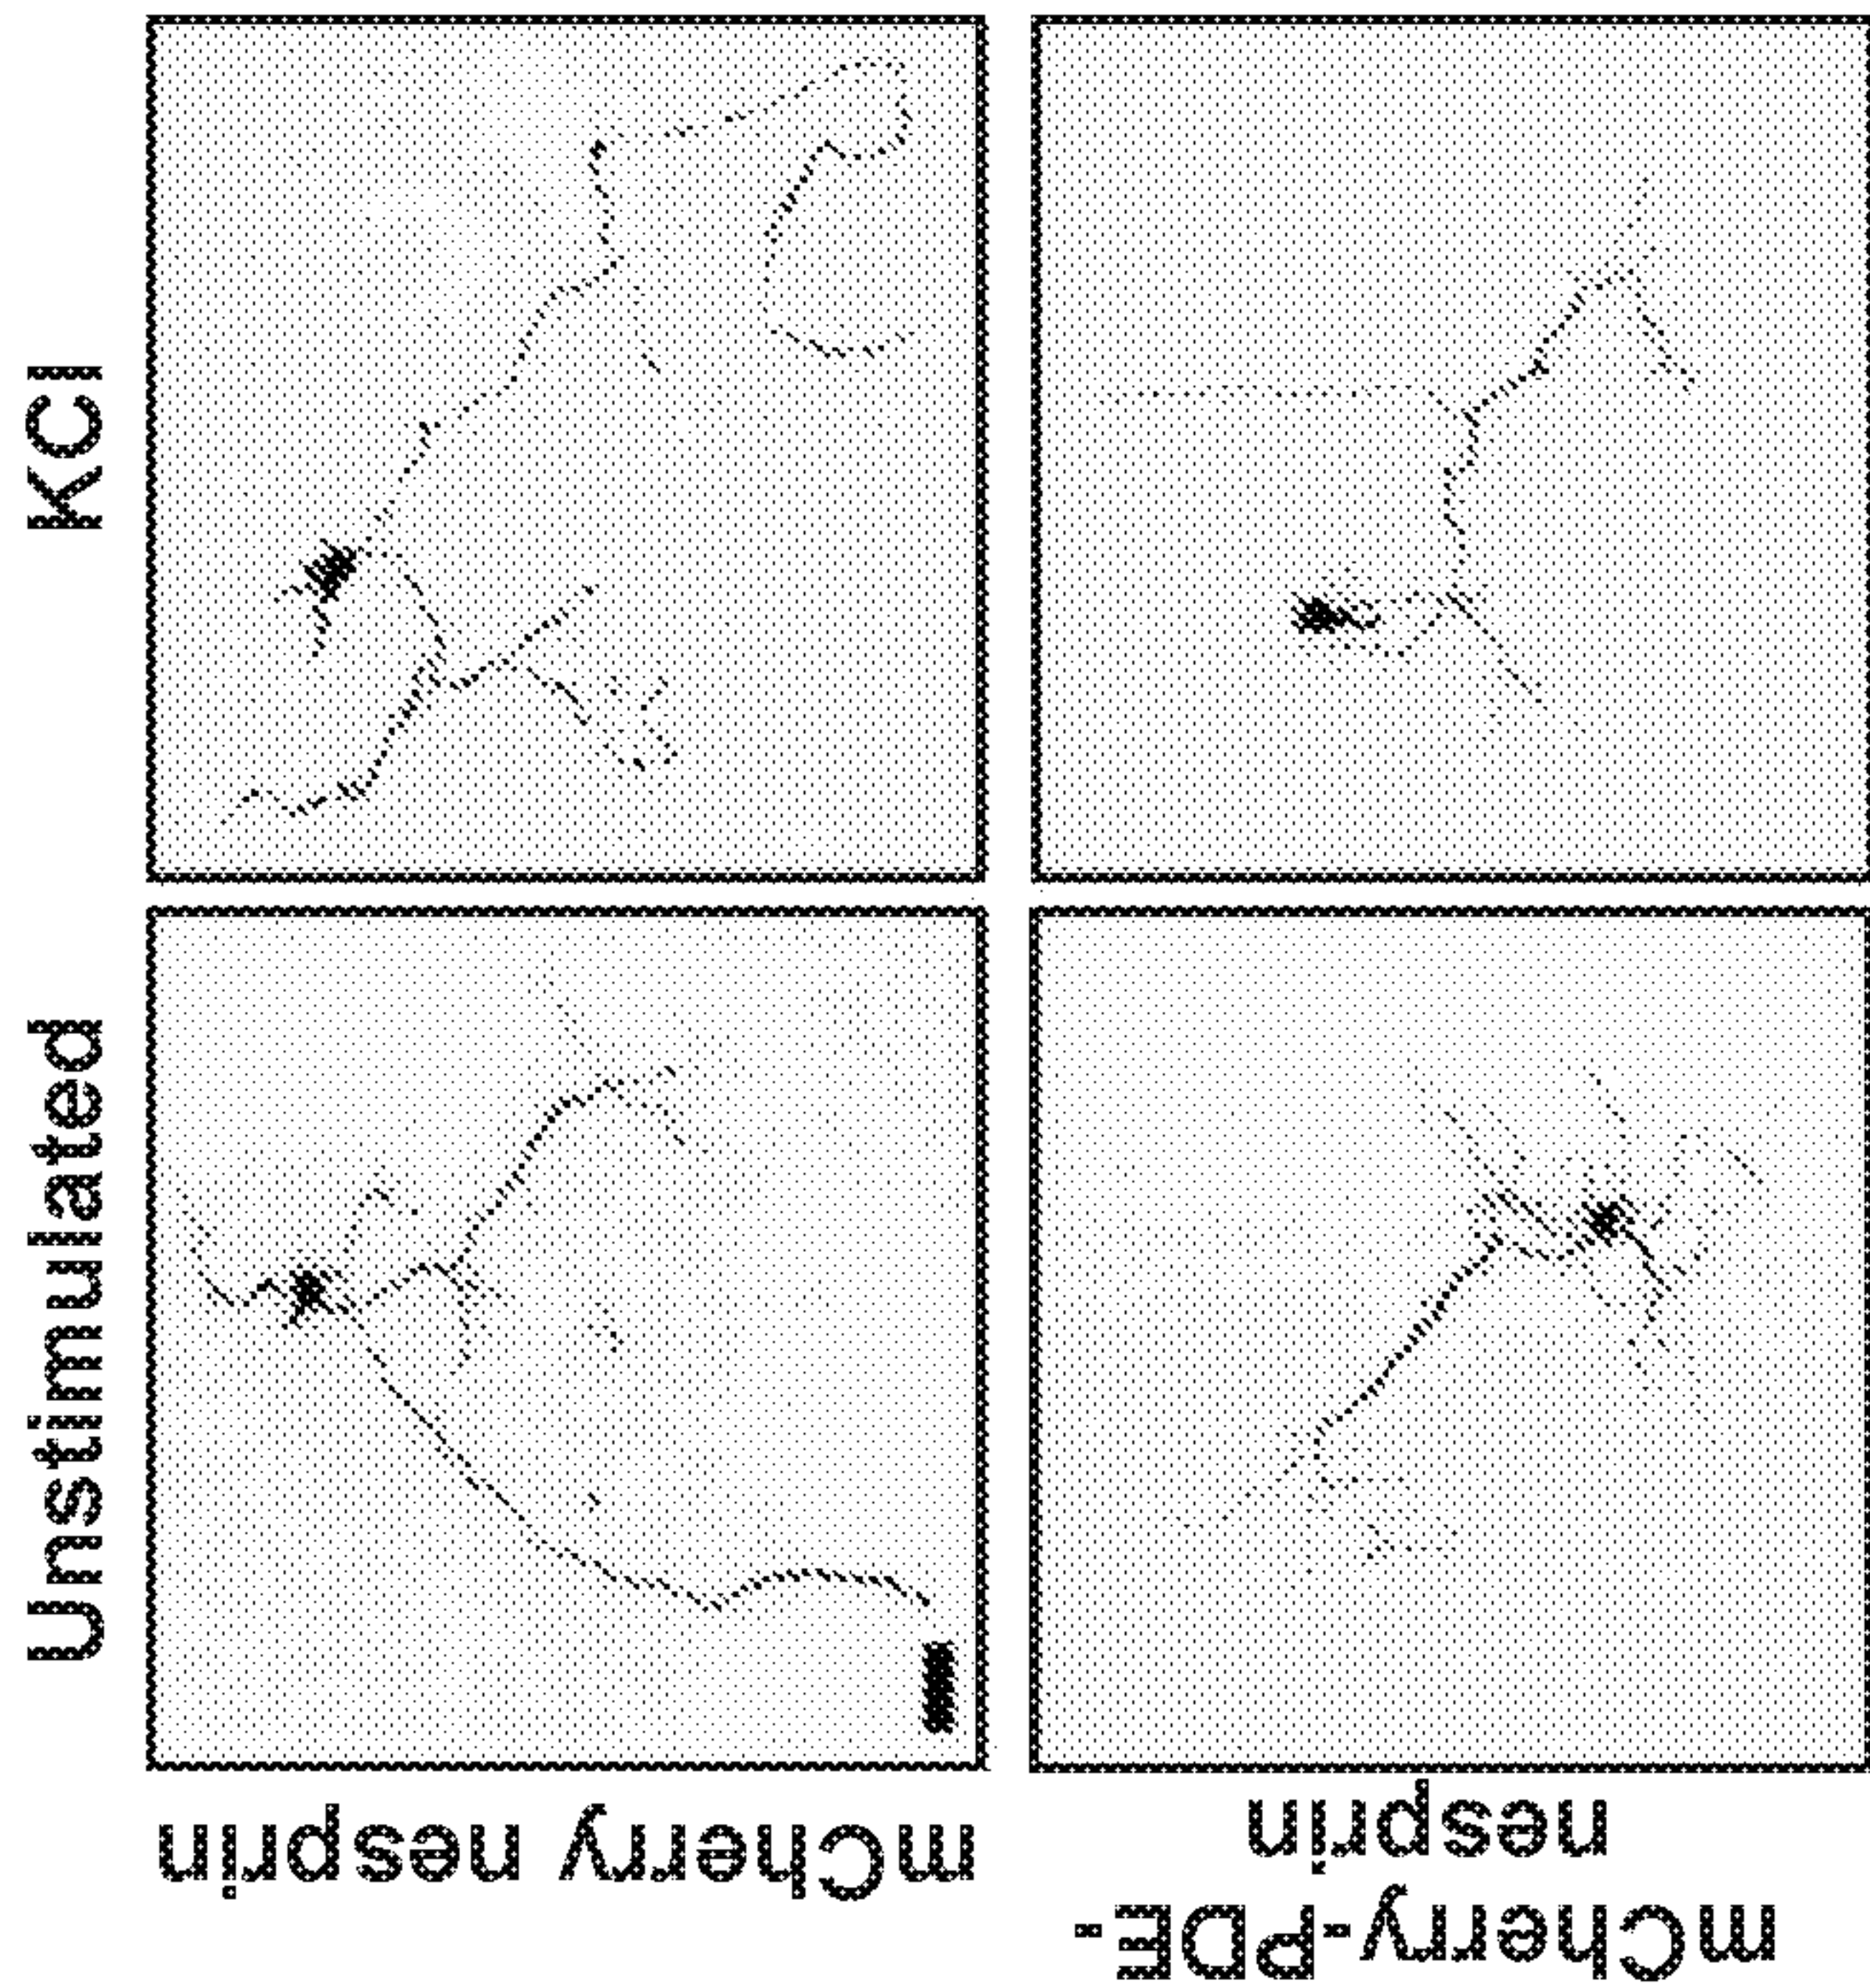 Unstimulated
KCl
mCherry nesprin
mCherry-PDE-
nesprin